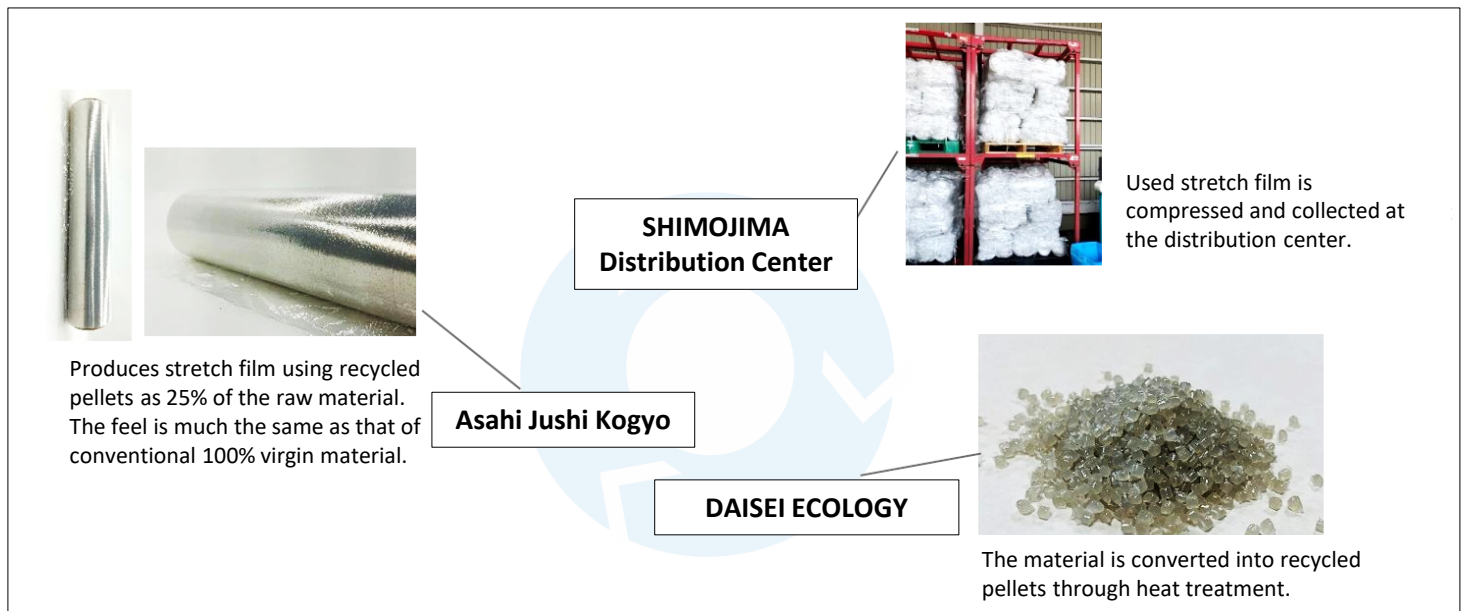 SHIMOJIMA
Distribution Center
Used stretch film is
compressed and collected at
the distribution center.
Produces stretch film using recycled
pellets as 25% of the raw material.
The feel is much the same as that of
conventional 100% virgin material.
Asahi Jushi Kogyo
DAISEI ECOLOGY
The material is converted into recycled
pellets through heat treatment.